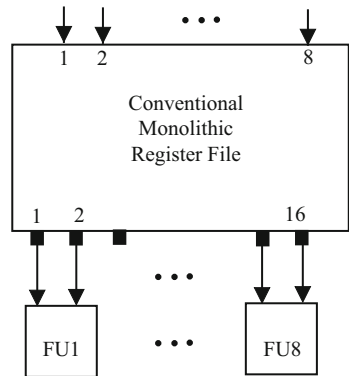 1 2 ••• 8
Conventional
Monolithic
Register File
1 2 16
•••
FU1 ••• FU8